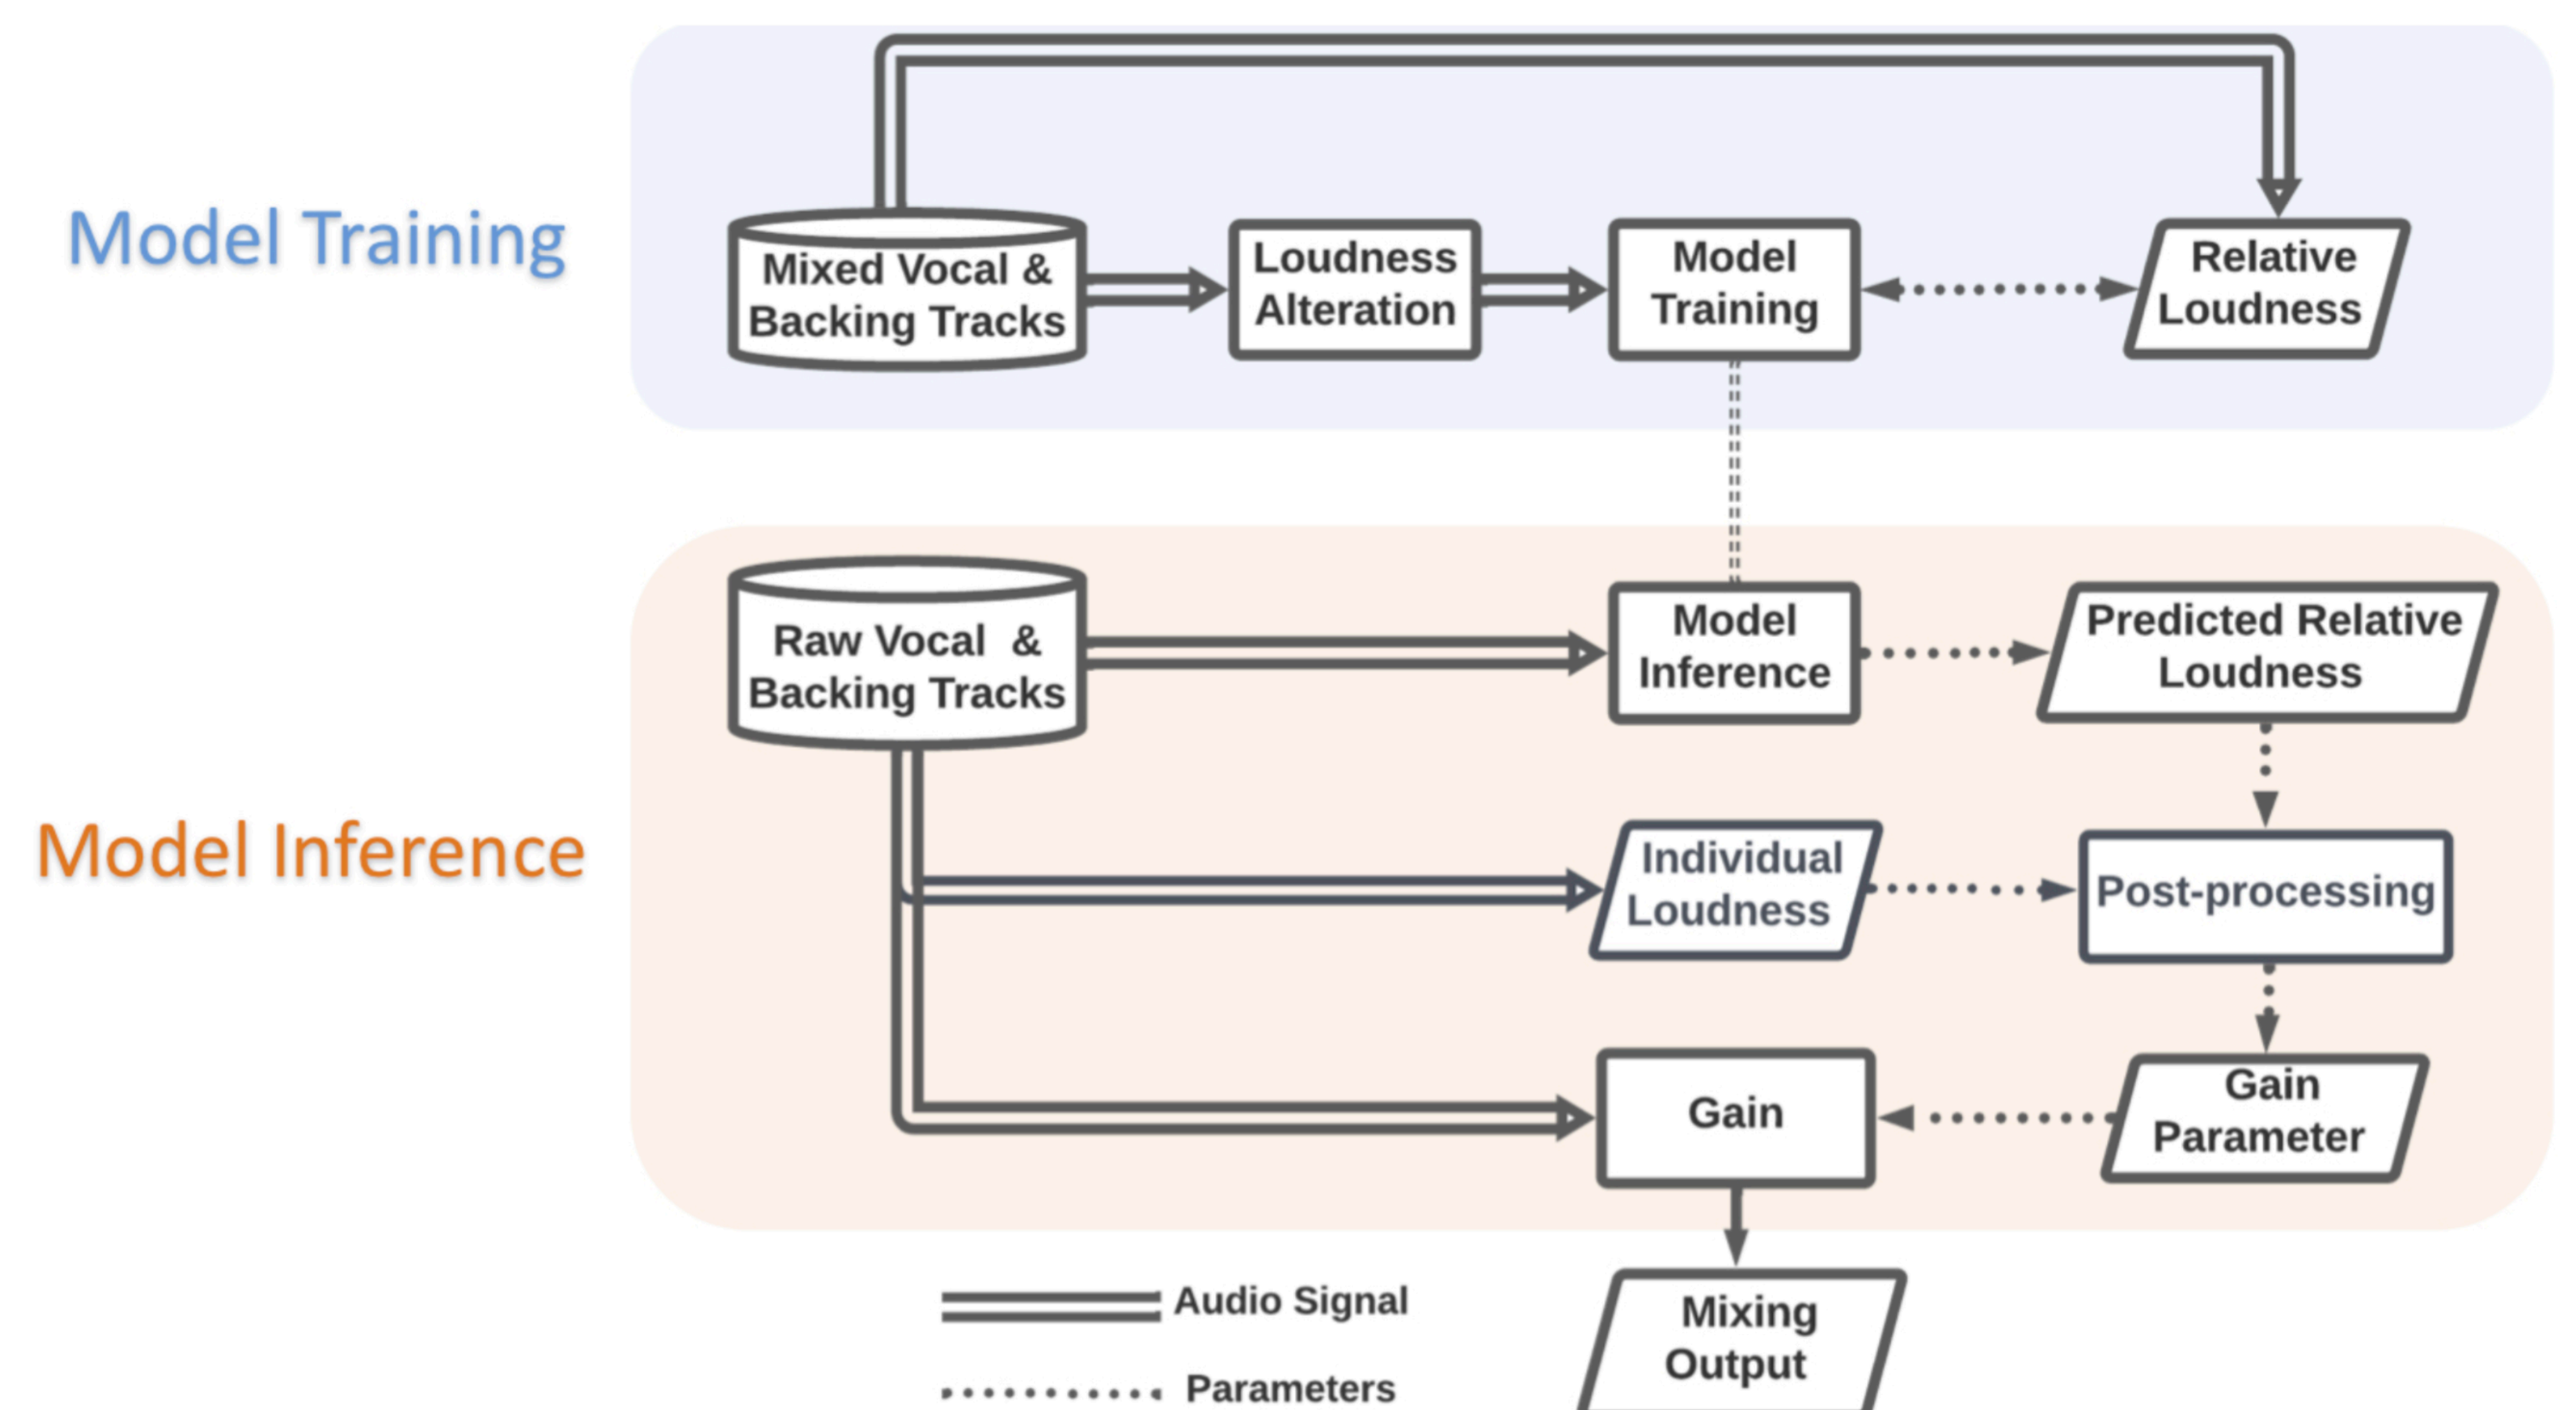 Model Training
Mixed Vocal &
Backing Tracks
Loudness
Alteration
Model
Training
Relative
Loudness
Model Inference
Raw Vocal  &
Backing Tracks
Model
Inference
Predicted Relative
Loudness
Individual
Loudness
Post-processing
Gain
Gain
Parameter
Mixing
Output
Audio Signal
Parameters